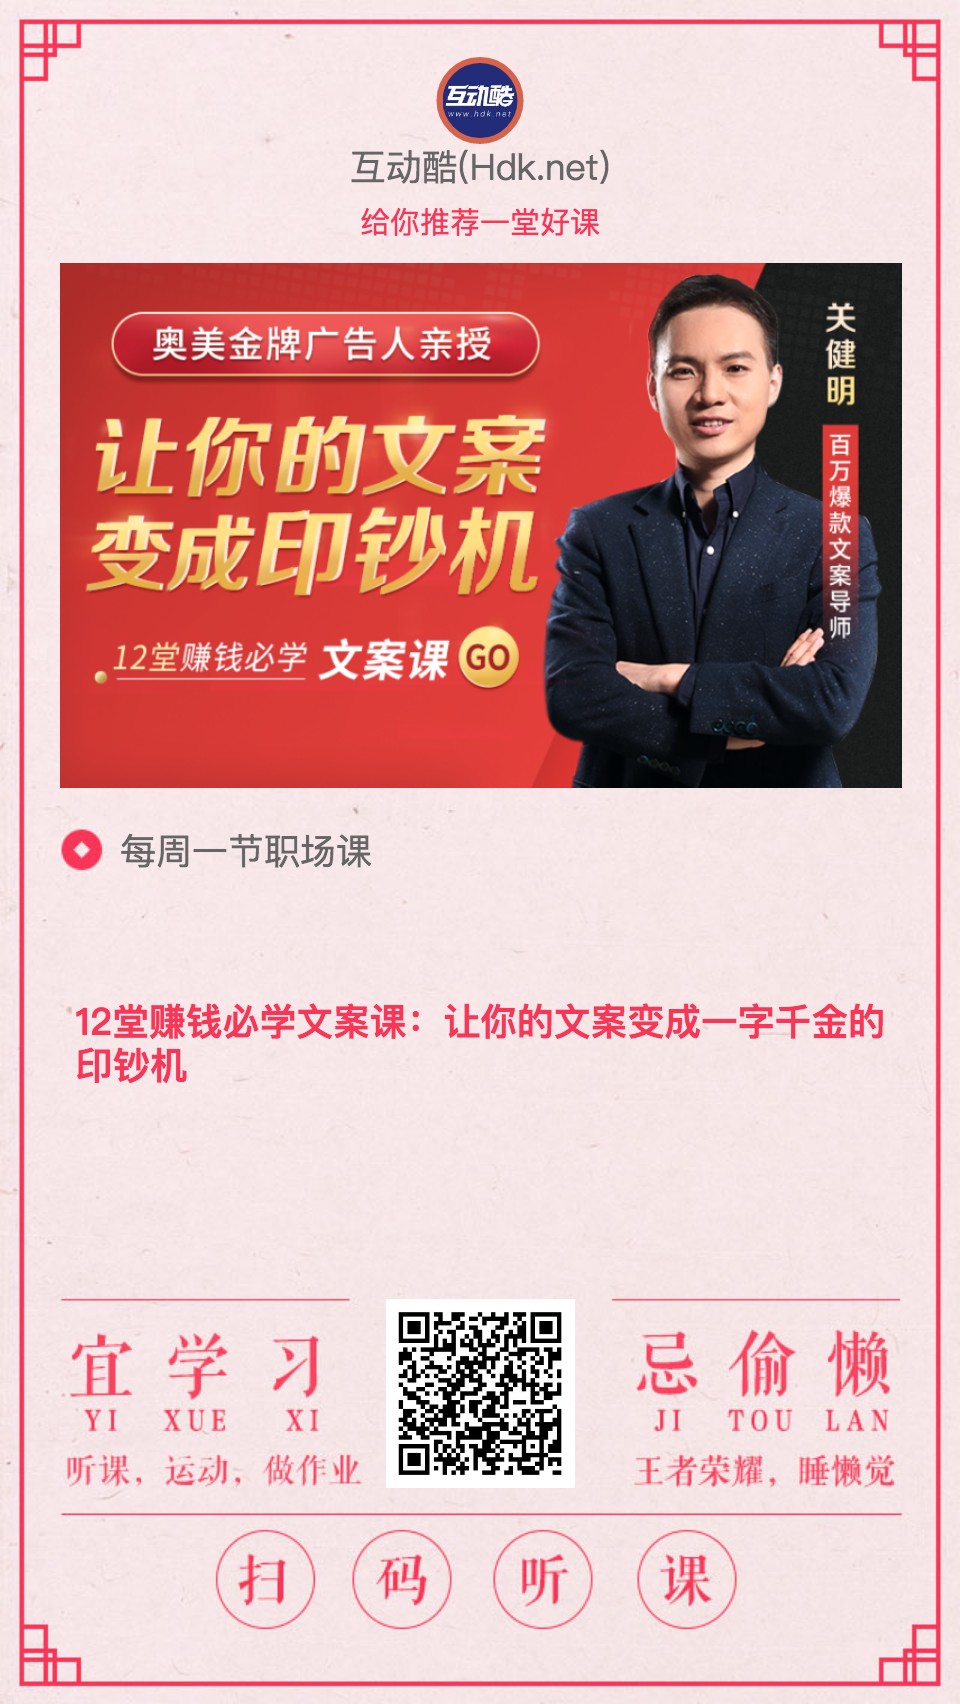 互动酷
www.hdk.net
互动酷(Hdk.net)
给你推荐一堂好课
奥美金牌广告人亲授
让你的文案
变成印钞机
12堂赚钱必学 文案课 GO
关健明
百万爆款文案导师
每周一节职场课
12堂赚钱必学文案课：让你的文案变成一字千金的
印钞机
宜学习
YI XUE XI
听课，运动，做作业
忌偷懒
JI TOU LAN
王者荣耀，睡懒觉
扫码听课